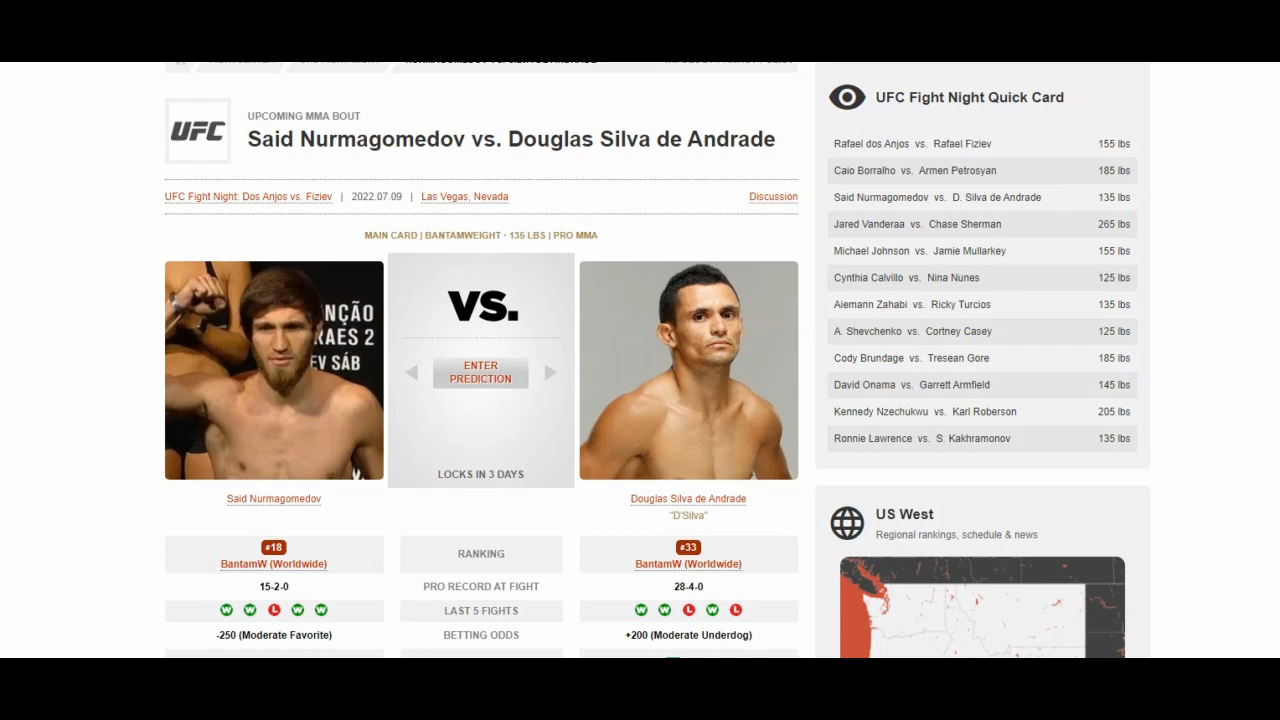 UFC
UPCOMING MMA BOUT
Said Nurmagomedov vs. Douglas Silva de Andrade
UFC Fight Night: Dos Anjos vs. Fiziev | 2022.07.09 | Las Vegas, Nevada Discussion
MAIN CARD | BANTAMWEIGHT · 135 LBS | PRO MMA
NÇÃO
RAES 2
EV SÁB
VS.
ENTER
PREDICTION
LOCKS IN 3 DAYS
Said Nurmagomedov
Douglas Silva de Andrade
"D'Silva"
#18 RANKING #33
BantamW (Worldwide) BantamW (Worldwide)
15-2-0 PRO RECORD AT FIGHT 28-4-0
W W L W W LAST 5 FIGHTS W W L W L
-250 (Moderate Favorite) BETTING ODDS +200 (Moderate Underdog)
UFC Fight Night Quick Card
Rafael dos Anjos vs. Rafael Fiziev 155 lbs
Caio Borralho vs. Armen Petrosyan 185 lbs
Said Nurmagomedov vs. D. Silva de Andrade 135 lbs
Jared Vanderaa vs. Chase Sherman 265 lbs
Michael Johnson vs. Jamie Mullarkey 155 lbs
Cynthia Calvillo vs. Nina Nunes 125 lbs
Aiemann Zahabi vs. Ricky Turcios 135 lbs
A. Shevchenko vs. Cortney Casey 125 lbs
Cody Brundage vs. Tresean Gore 185 lbs
David Onama vs. Garrett Armfield 145 lbs
Kennedy Nzechukwu vs. Karl Roberson 205 lbs
Ronnie Lawrence vs. S. Kakhramonov 135 lbs
US West
Regional rankings, schedule & news